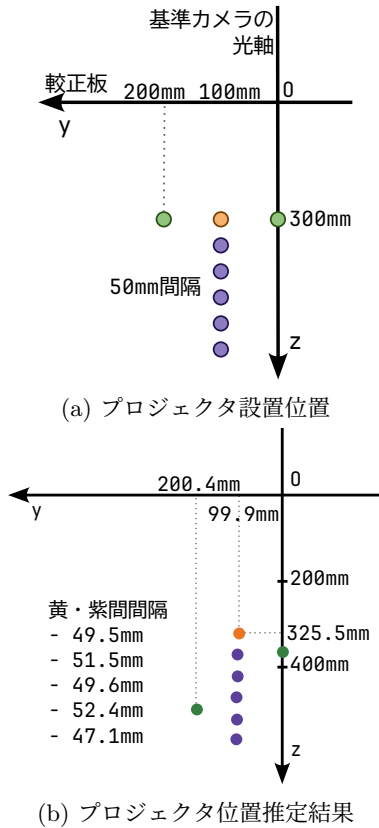 基準カメラの
光軸
較正板
200mm 100mm O
y
300mm
50mm間隔
z
(a) プロジェクタ設置位置
200.4mm O
y
99.9mm
200mm
黄・紫間間隔
325.5mm
- 49.5mm
- 51.5mm
400mm
- 49.6mm
- 52.4mm
- 47.1mm
z
(b) プロジェクタ位置推定結果